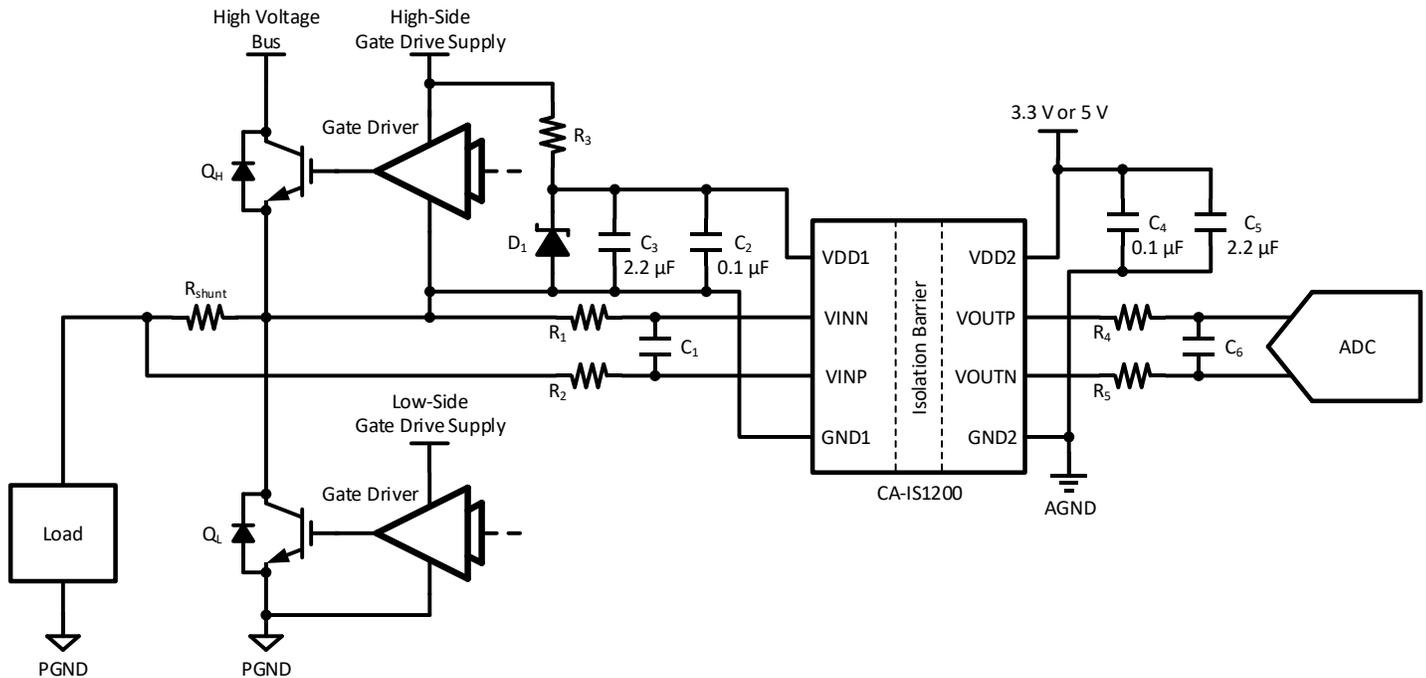 High Voltage
Bus
High-Side
Gate Drive Supply
Gate Driver
QH
R3
D1
C3
2.2 µF
C2
0.1 µF
3.3 V or 5 V
C4
0.1 µF
C5
2.2 µF
Rshunt
R1
C1
R2
VDD1
VINN
VINP
GND1
Isolation Barrier
VDD2
VOUTP
VOUTN
GND2
CA-IS1200
R4
C6
R5
ADC
AGND
Low-Side
Gate Drive Supply
Gate Driver
QL
Load
PGND
PGND